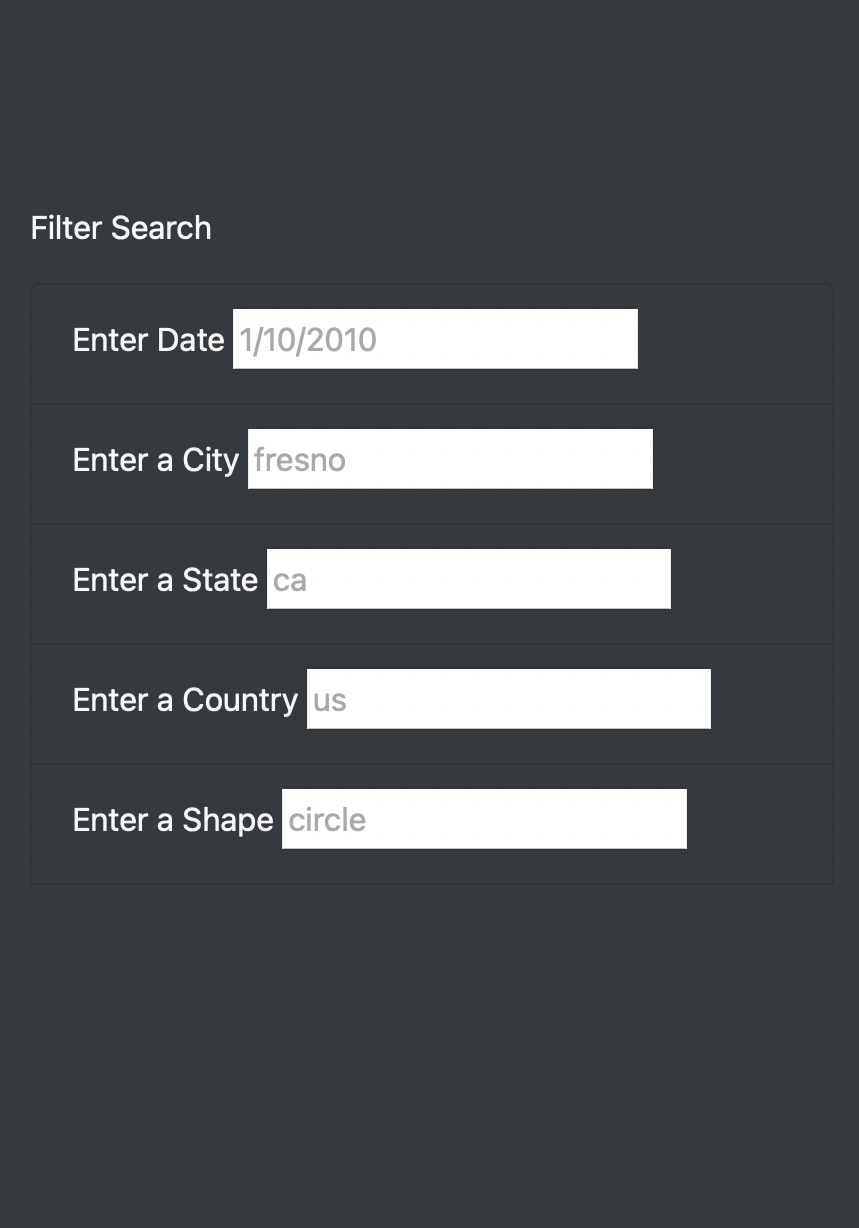 Filter Search
Enter Date 1/10/2010
Enter a City fresno
Enter a State ca
Enter a Country us
Enter a Shape circle